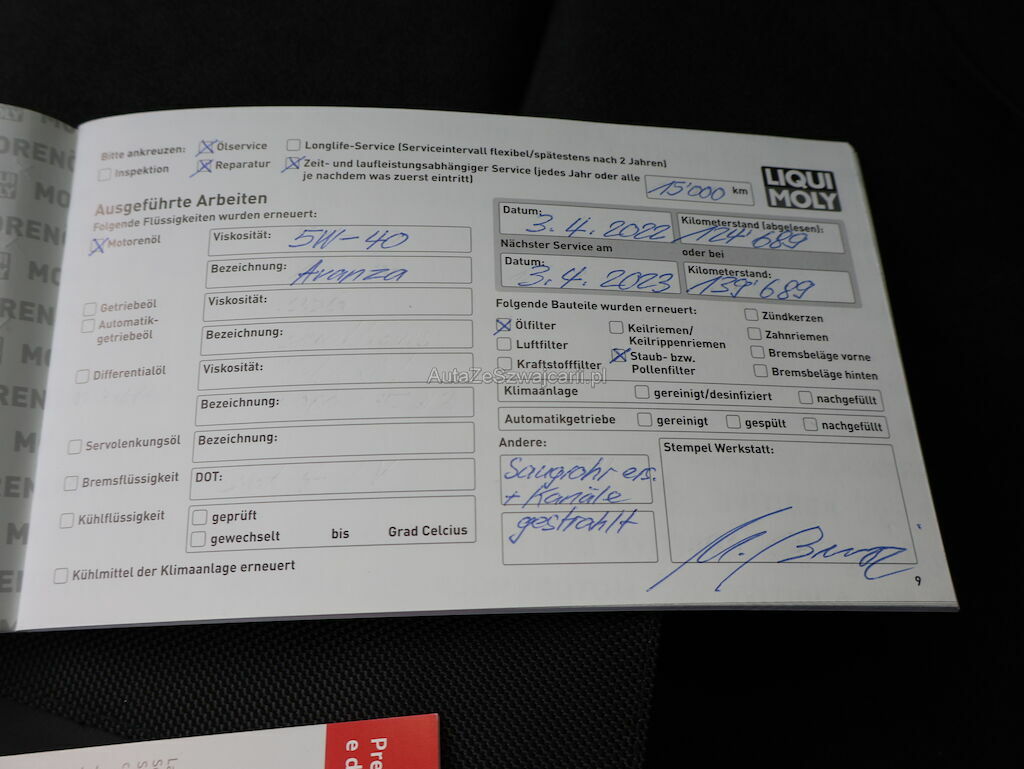 Bitte ankreuzen: Ölservice Longlife-Service (Serviceintervall flexibel/spätestens nach 2 Jahren)
Inspektion Reparatur Zeit- und laufleistungsabhängiger Service (jedes Jahr oder alle 15'000 km
je nachdem was zuerst eintritt)
LIQUI
MOLY
Ausgeführte Arbeiten
Folgende Flüssigkeiten wurden erneuert:
Motorenöl Viskosität: 5W-40
Bezeichnung: Avanza
Getriebeöl Viskosität:
Automatik-
getriebeöl Bezeichnung:
Differentialöl Viskosität:
Bezeichnung:
Servolenkungsöl Bezeichnung:
Bremsflüssigkeit DOT:
Kühlflüssigkeit geprüft
gewechselt bis Grad Celcius
Kühlmittel der Klimaanlage erneuert
Datum: 3.4.2022 Kilometerstand (abgelesen): 124'689
Nächster Service am oder bei
Datum: 3.4.2023 Kilometerstand: 139'689
Folgende Bauteile wurden erneuert: Zündkerzen
Ölfilter Keilriemen/
Keilrippenriemen Zahnriemen
Luftfilter Staub- bzw.
Pollenfilter Bremsbeläge vorne
Kraftstofffilter Bremsbeläge hinten
Klimaanlage gereinigt/desinfiziert nachgefüllt
Automatikgetriebe gereinigt gespült nachgefüllt
Andere: Stempel Werkstatt:
Saugrohr ers.
+ Kanäle
gestrahlt
9
AutaZeSzwajcarii.pl
MOTORENÖ
MOLY
Pre
e d